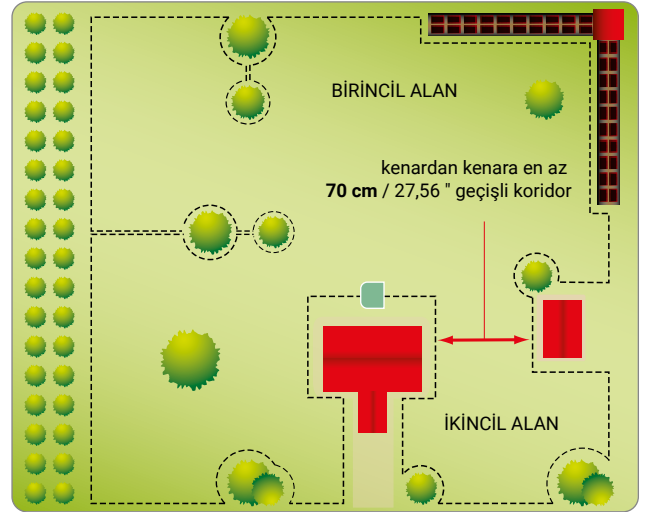 BİRİNCİL ALAN
kenardan kenara en az
70 cm / 27,56 " geçişli koridor
İKİNCİL ALAN